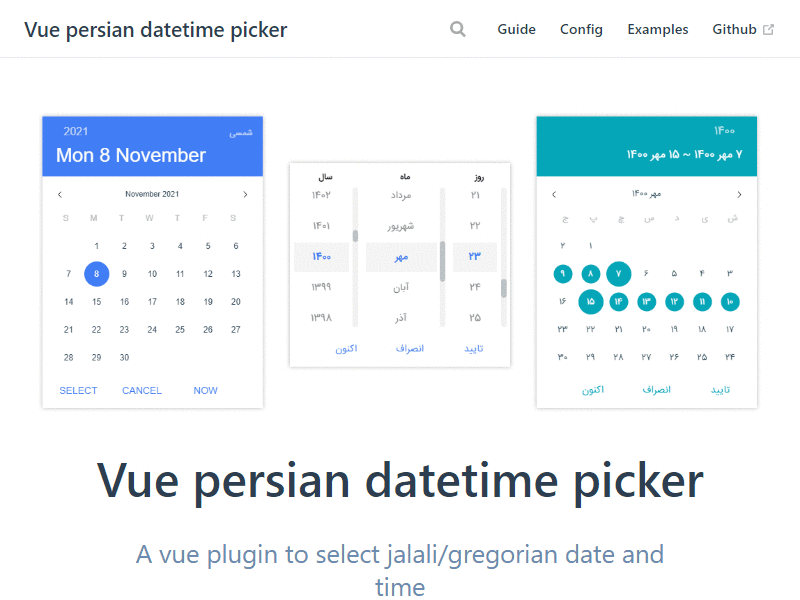 Vue persian datetime picker
Guide Config Examples Github
2021 شمسی
Mon 8 November
November 2021
S M T W T F S
1 2 3 4 5 6
7 8 9 10 11 12 13
14 15 16 17 18 19 20
21 22 23 24 25 26 27
28 29 30
SELECT CANCEL NOW
روز ماه سال
۲۱ مرداد ۱۴۰۲
۲۲ شهریور ۱۴۰۱
۲۳ مهر ۱۴۰۰
۲۴ آبان ۱۳۹۹
۲۵ آذر ۱۳۹۸
تایید انصراف اکنون
۱۴۰۰
۷ مهر ۱۴۰۰ ~ ۱۵ مهر ۱۴۰۰
مهر ۱۴۰۰
ش ی د س چ پ ج
۱ ۲
۳ ۴ ۵ ۶ ۷ ۸ ۹
۱۰ ۱۱ ۱۲ ۱۳ ۱۴ ۱۵ ۱۶
۱۷ ۱۸ ۱۹ ۲۰ ۲۱ ۲۲ ۲۳
۲۴ ۲۵ ۲۶ ۲۷ ۲۸ ۲۹ ۳۰
تایید انصراف اکنون
Vue persian datetime picker
A vue plugin to select jalali/gregorian date and
time